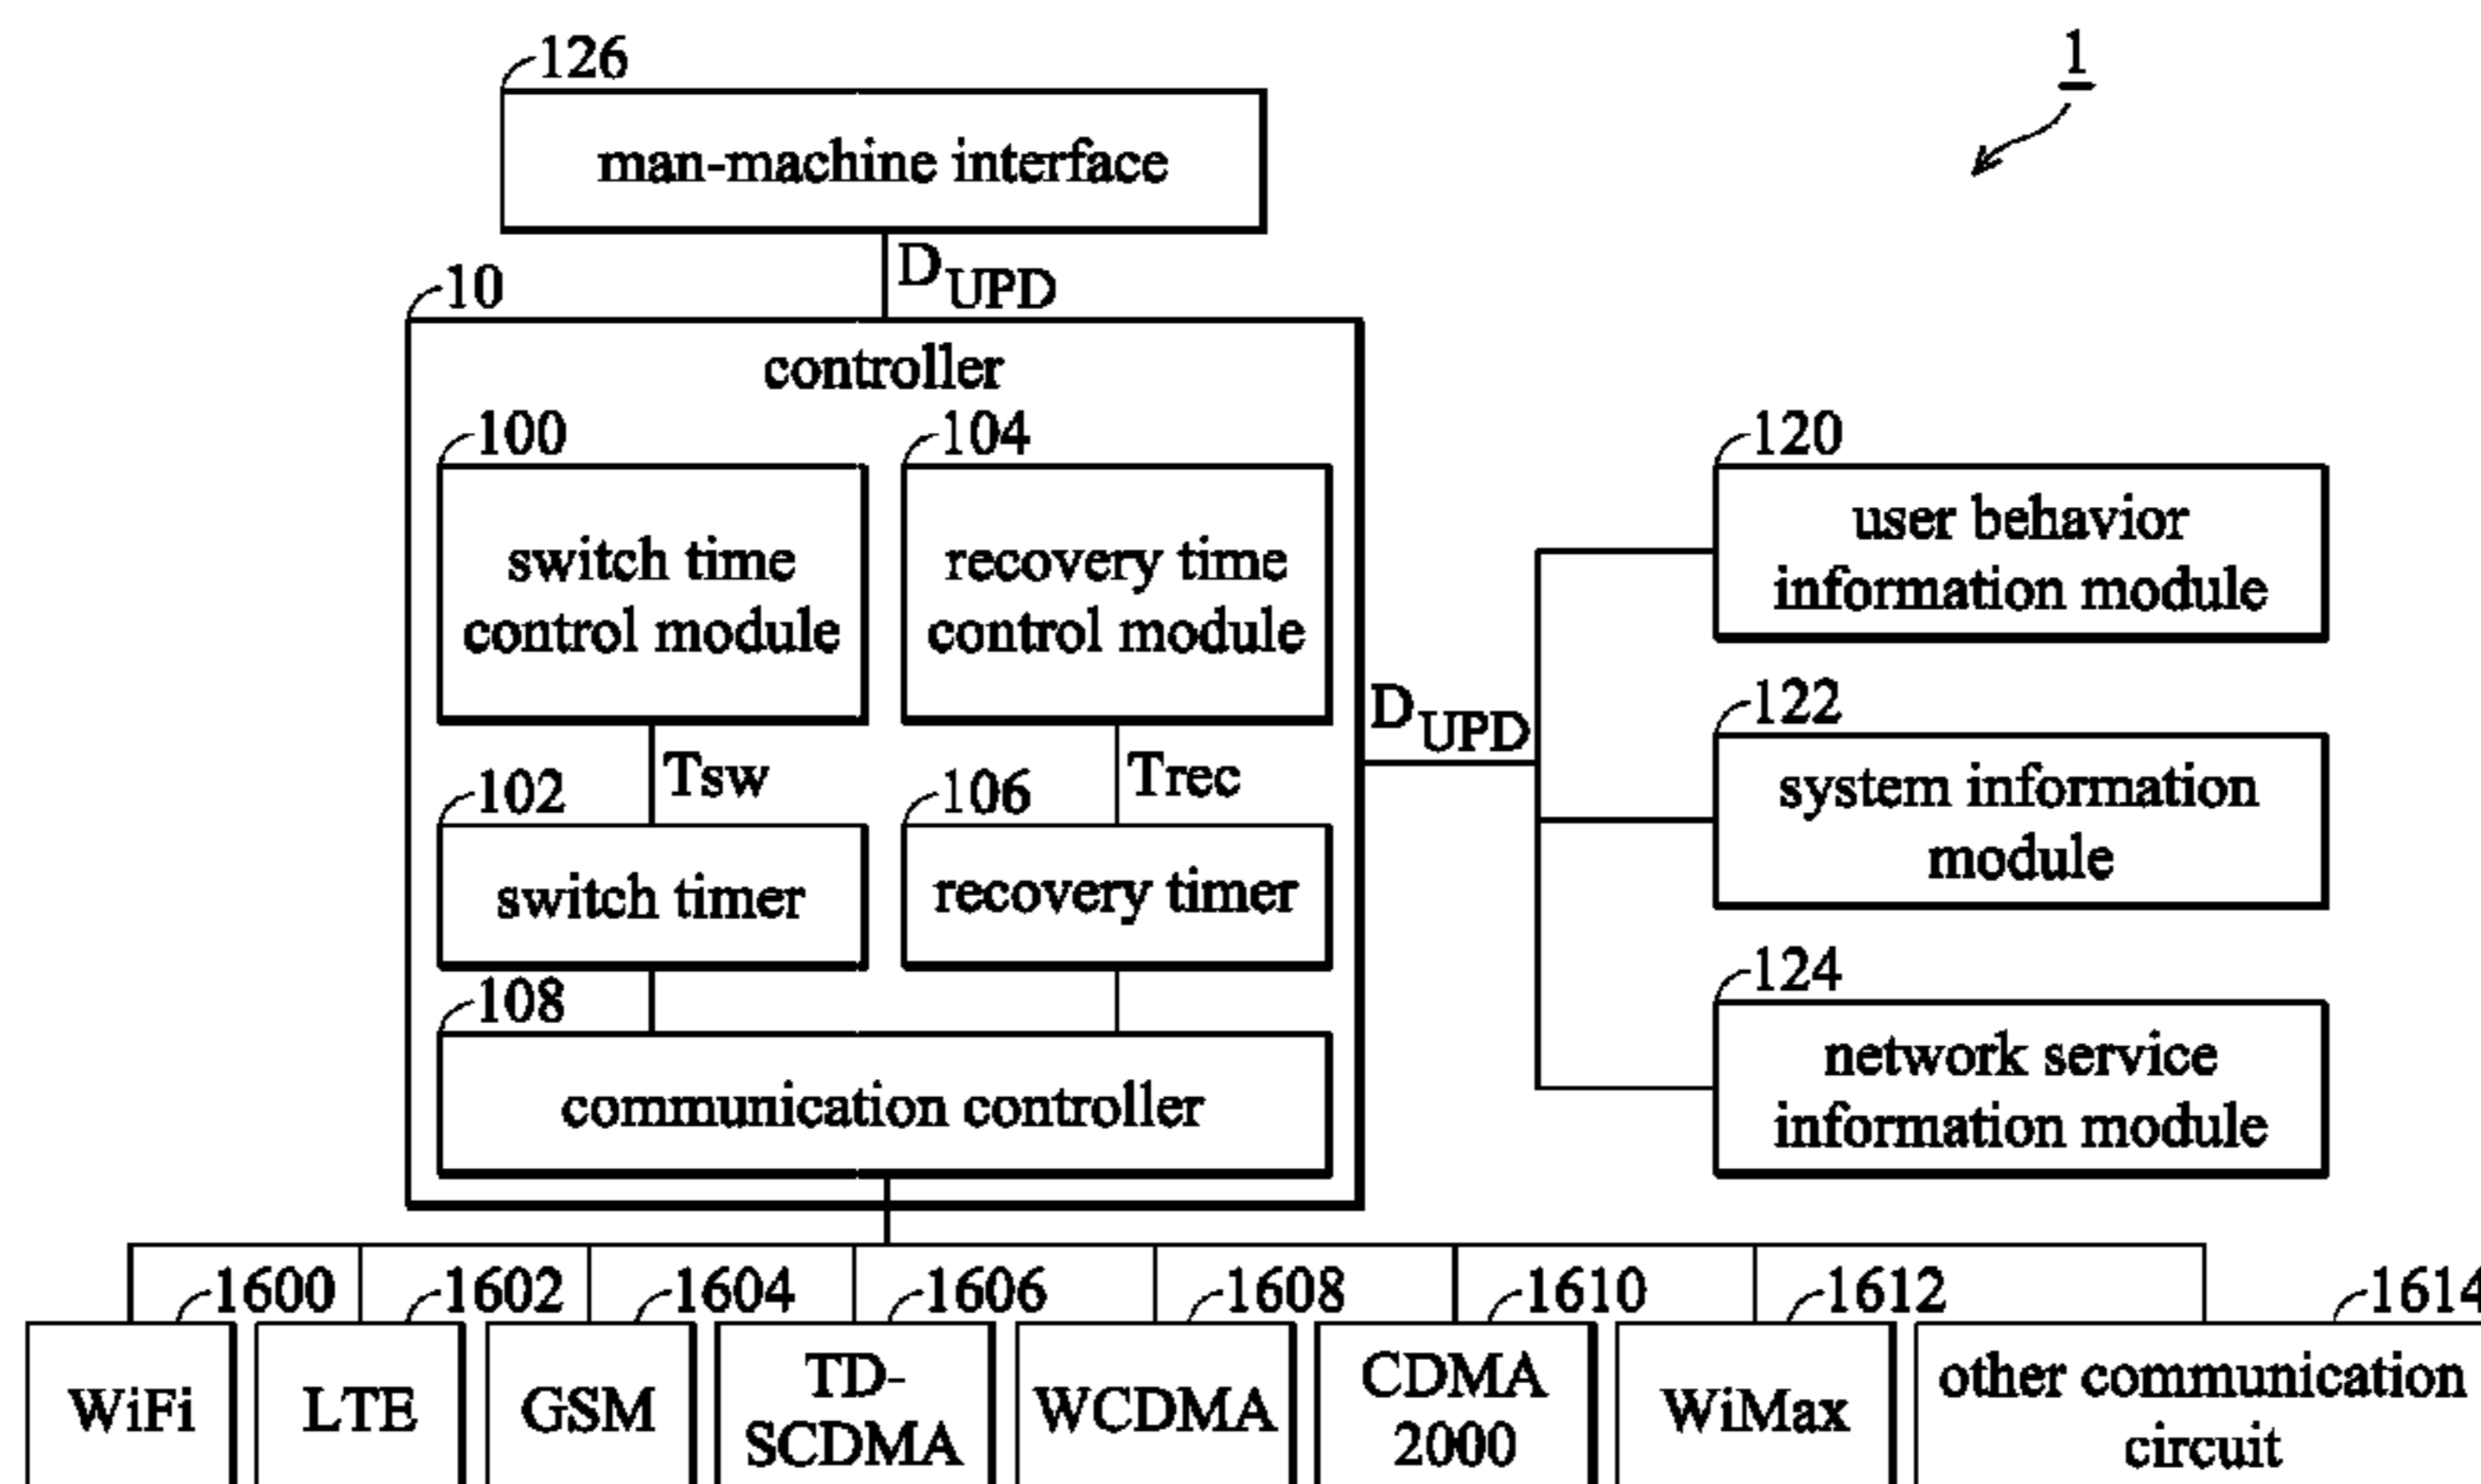 126
1
man-machine interface
D UPD
10
controller
100
104
switch time
control module
recovery time
control module
Tsw
Trec
102
106
switch timer
recovery timer
108
communication controller
D UPD
120
user behavior
information module
122
system information
module
124
network service
information module
1600
1602
1604
1606
1608
1610
1612
1614
WiFi
LTE
GSM
TD-
SCDMA
WCDMA
CDMA
2000
WiMax
other communication
circuit